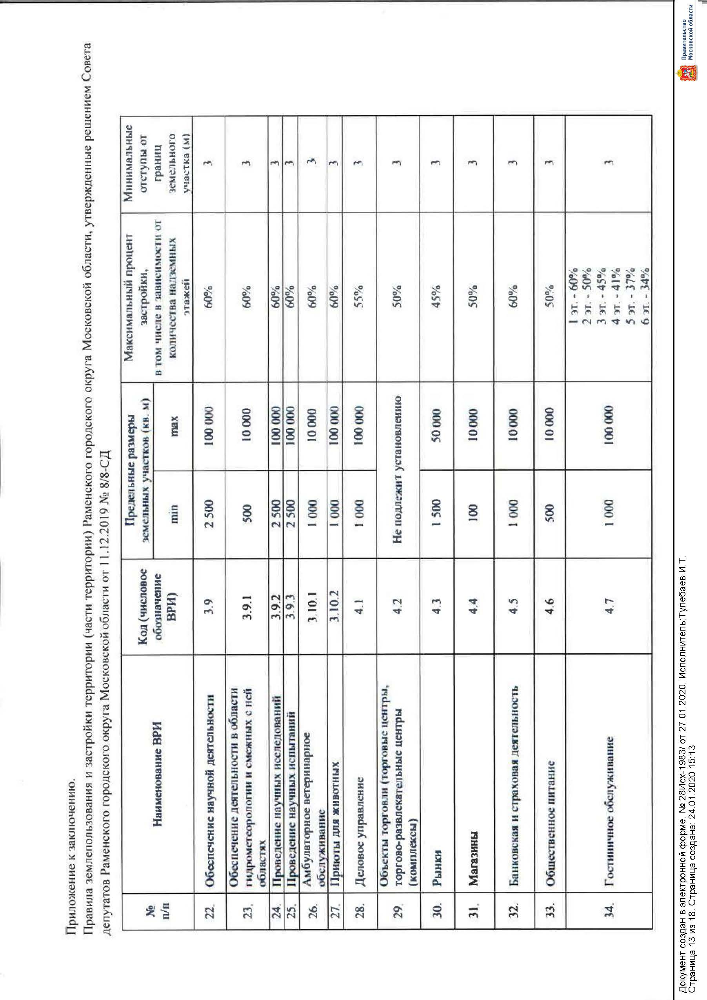 Приложение к заключению.
Правила землепользования и застройки территории (части территории) Раменского городского округа Московской области, утвержденные решением Совета
депутатов Раменского городского округа Московской области от 11.12.2019 № 8/8-СД
№
п/п
Наименование ВРИ
Код (числовое
обозначение
ВРИ)
Предельные размеры
земельных участков (кв. м)
min
max
Максимальный процент
застройки,
в том числе в зависимости от
количества надземных
этажей
Минимальные
отступы от
границ
земельного
участка (м)
22. Обеспечение научной деятельности 3.9 2 500 100 000 60% 3
23. Обеспечение деятельности в области
гидрометеорологии и смежных с ней
областях
3.9.1 500 10 000 60% 3
24. Проведение научных исследований 3.9.2 2 500 100 000 60% 3
25. Проведение научных испытаний 3.9.3 2 500 100 000 60% 3
26. Амбулаторное ветеринарное
обслуживание
3.10.1 1 000 10 000 60% 3
27. Приюты для животных 3.10.2 1 000 100 000 60% 3
28. Деловое управление 4.1 1 000 100 000 55% 3
29. Объекты торговли (торговые центры,
торгово-развлекательные центры
(комплексы)
4.2 Не подлежит установлению 50% 3
30. Рынки 4.3 1 500 50 000 45% 3
31. Магазины 4.4 100 10 000 50% 3
32. Банковская и страховая деятельность 4.5 1 000 10 000 60% 3
33. Общественное питание 4.6 500 10 000 50% 3
34. Гостиничное обслуживание 4.7 1 000 100 000
1 эт. - 60%
2 эт. - 50%
3 эт. - 45%
4 эт. - 41%
5 эт. - 37%
6 эт. - 34%
3
Документ создан в электронной форме. № 28Исх-1983/ от 27.01.2020. Исполнитель:Тулебаев И.Т.
Страница 13 из 18. Страница создана: 24.01.2020 15:13
Правительство
Московской области